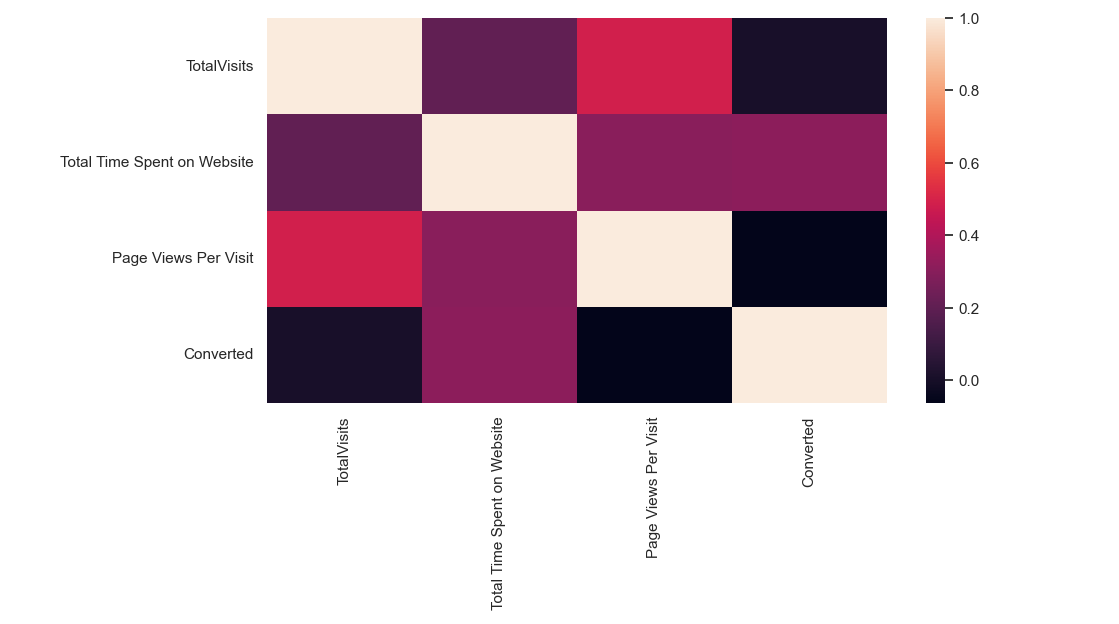 TotalVisits
Total Time Spent on Website
Page Views Per Visit
Converted
TotalVisits
Total Time Spent on Website
Page Views Per Visit
Converted
1.0
0.8
0.6
0.4
0.2
0.0